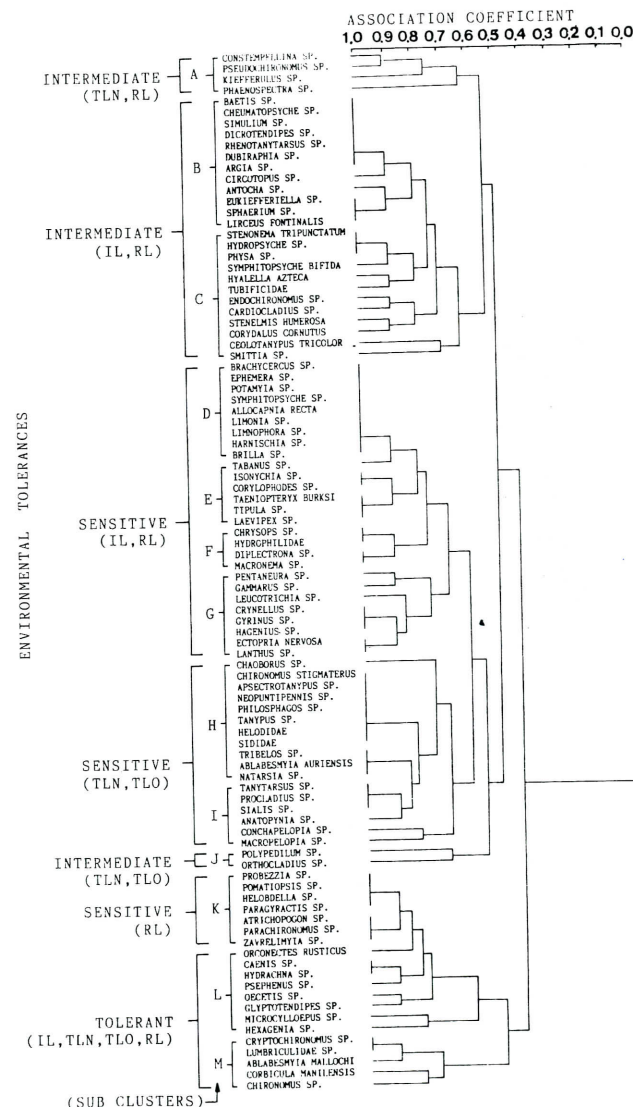 ASSOCIATION COEFFICIENT
1,0 0,9 0,8 0,7 0,6 0,5 0,4 0,3 0,2 0,1 0,0
ENVIRONMENTAL TOLERANCES
INTERMEDIATE
(TLN,RL)
A
CONSTEMPELLINA SP.
PSEUDOCHIRONOMUS SP.
KIEFFERULUS SP.
PHAENOSPECTRA SP.
INTERMEDIATE
(IL,RL)
B
BAETIS SP.
CHEUMATOPSYCHE SP.
SIMULIUM SP.
DICROTENDIPES SP.
RHENOTANYTARSUS SP.
DUBIRAPHIA SP.
ARGIA SP.
CIRCUTOPUS SP.
ANTOCHA SP.
EUKIEFFERIELLA SP.
SPHAERIUM SP.
LIRCEUS FONTINALIS
C
STENONEMA TRIPUNCTATUM
HYDROPSYCHE SP.
PHYSA SP.
SYMPHITOPSYCHE BIFIDA
HYALELLA AZTECA
TUBIFICIDAE
ENDOCHIRONOMUS SP.
CARDIOCLADIUS SP.
STENELMIS HUMEROSA
CORYDALUS CORNUTUS
CEOLOTANYPUS TRICOLOR
SMITTIA SP.
SENSITIVE
(IL,RL)
D
BRACHYCERCUS SP.
EPHEMERA SP.
POTAMYIA SP.
SYMPHITOPSYCHE SP.
ALLOCAPNIA RECTA
LIMONIA SP.
LIMNOPHORA SP.
HARNISCHIA SP.
BRILLA SP.
E
TABANUS SP.
ISONYCHIA SP.
CORYLOPHODES SP.
TAENIOPTERYX BURKSI
TIPULA SP.
LAEVIPEX SP.
F
CHRYSOPS SP.
HYDROPHILIDAE
DIPLECTRONA SP.
MACRONEMA SP.
G
PENTANEURA SP.
GAMMARUS SP.
LEUCOTRICHIA SP.
CRYNELLUS SP.
GYRINUS SP.
HAGENIUS SP.
ECTOPRIA NERVOSA
LANTHUS SP.
SENSITIVE
(TLN,TLO)
H
CHAOBORUS SP.
CHIRONOMUS STIGMATERUS
APSECTROTANYPUS SP.
NEOPUNTIPENNIS SP.
PHILOSPHAGOS SP.
TANYPUS SP.
HELODIDAE
SIDIDAE
TRIBELOS SP.
ABLABESMYIA AURIENSIS
NATARSIA SP.
I
TANYTARSUS SP.
PROCLADIUS SP.
SIALIS SP.
ANATOPYNIA SP.
CONCHAPELOPIA SP.
MACROPELOPIA SP.
INTERMEDIATE
(TLN,TLO)
J
POLYPEDILUM SP.
ORTHOCLADIUS SP.
SENSITIVE
(RL)
K
PROBEZZIA SP.
POMATIOPSIS SP.
HELOBDELLA SP.
PARAGYRACTIS SP.
ATRICHOPOGON SP.
PARACHIRONOMUS SP.
ZAVRELIMYIA SP.
TOLERANT
(IL,TLN,TLO,RL)
L
ORCONECTES RUSTICUS
CAENIS SP.
HYDRACHNA SP.
PSEPHENUS SP.
OECETIS SP.
GLYPTOTENDIPES SP.
MICROCYLLOEPUS SP.
HEXAGENIA SP.
M
CRYPTOCHIRONOMUS SP.
LUMBRICULIDAE SP.
ABLABESMYIA MALLOCHI
CORBICULA MANILENSIS
CHIRONOMUS SP.
(SUB CLUSTERS)